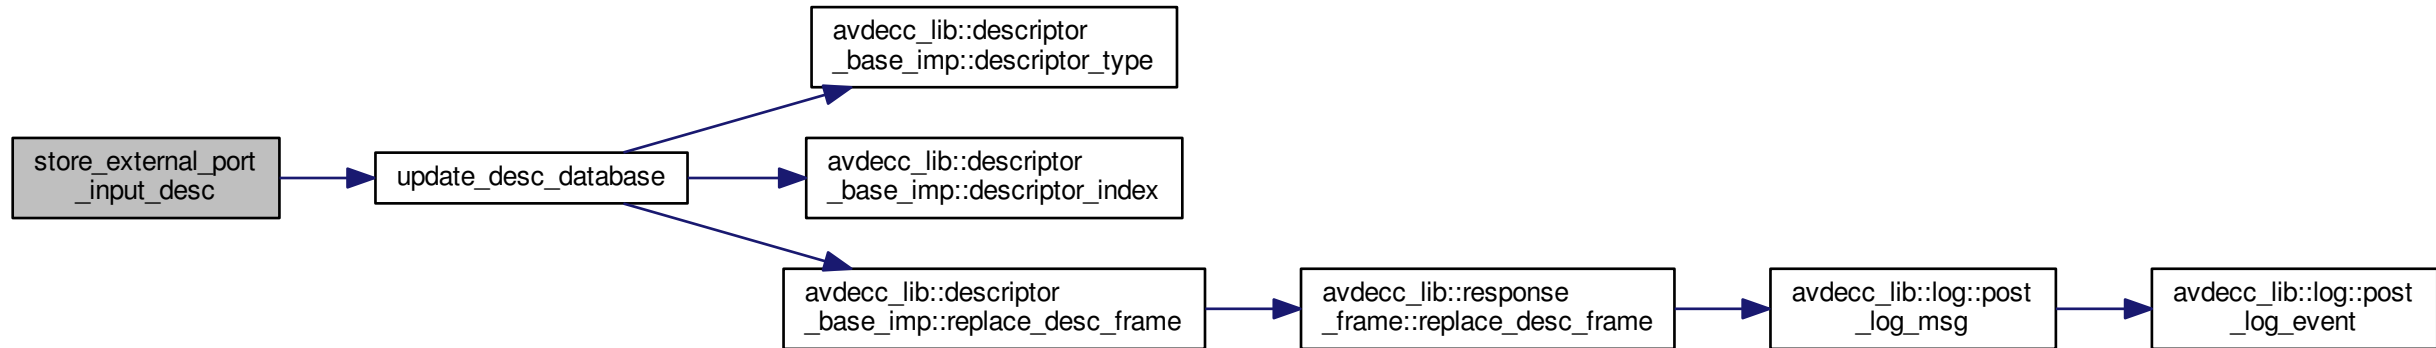 store_external_port
_input_desc
update_desc_database
avdecc_lib::descriptor
_base_imp::descriptor_type
avdecc_lib::descriptor
_base_imp::descriptor_index
avdecc_lib::descriptor
_base_imp::replace_desc_frame
avdecc_lib::response
_frame::replace_desc_frame
avdecc_lib::log::post
_log_msg
avdecc_lib::log::post
_log_event